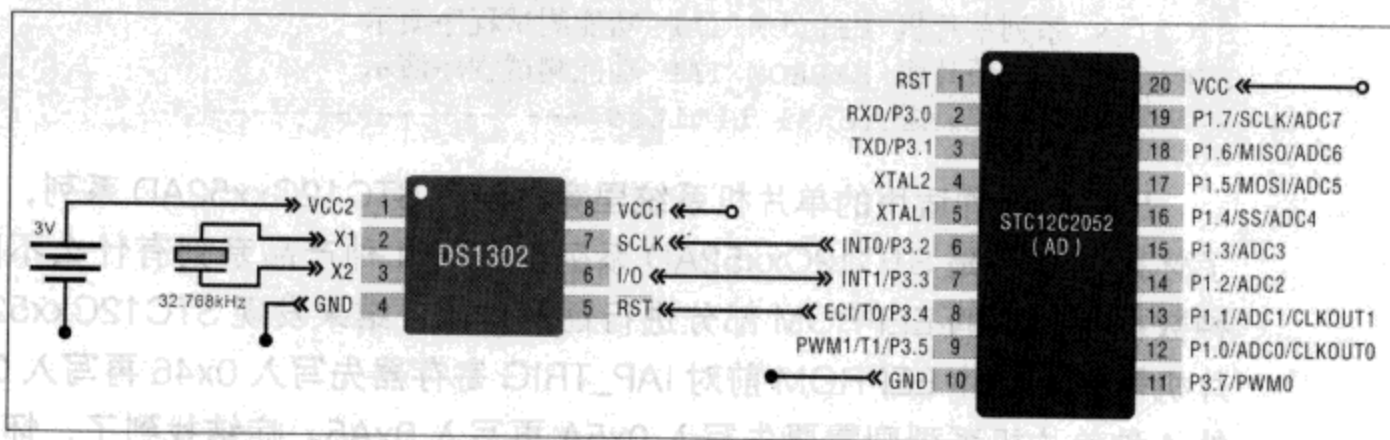 RST 1
RXD/P3.0 2
TXD/P3.1 3
XTAL2 4
XTAL1 5
INT0/P3.2 6
INT1/P3.3 7
ECI/T0/P3.4 8
PWM1/T1/P3.5 9
GND 10
STC12C2052
(AD)
20 VCC
19 P1.7/SCLK/ADC7
18 P1.6/MISO/ADC6
17 P1.5/MOSI/ADC5
16 P1.4/SS/ADC4
15 P1.3/ADC3
14 P1.2/ADC2
13 P1.1/ADC1/CLKOUT1
12 P1.0/ADC0/CLKOUT0
11 P3.7/PWM0
3V
32.768kHz
VCC2 1
X1 2
X2 3
GND 4
DS1302
8 VCC1
7 SCLK
6 I/O
5 RST